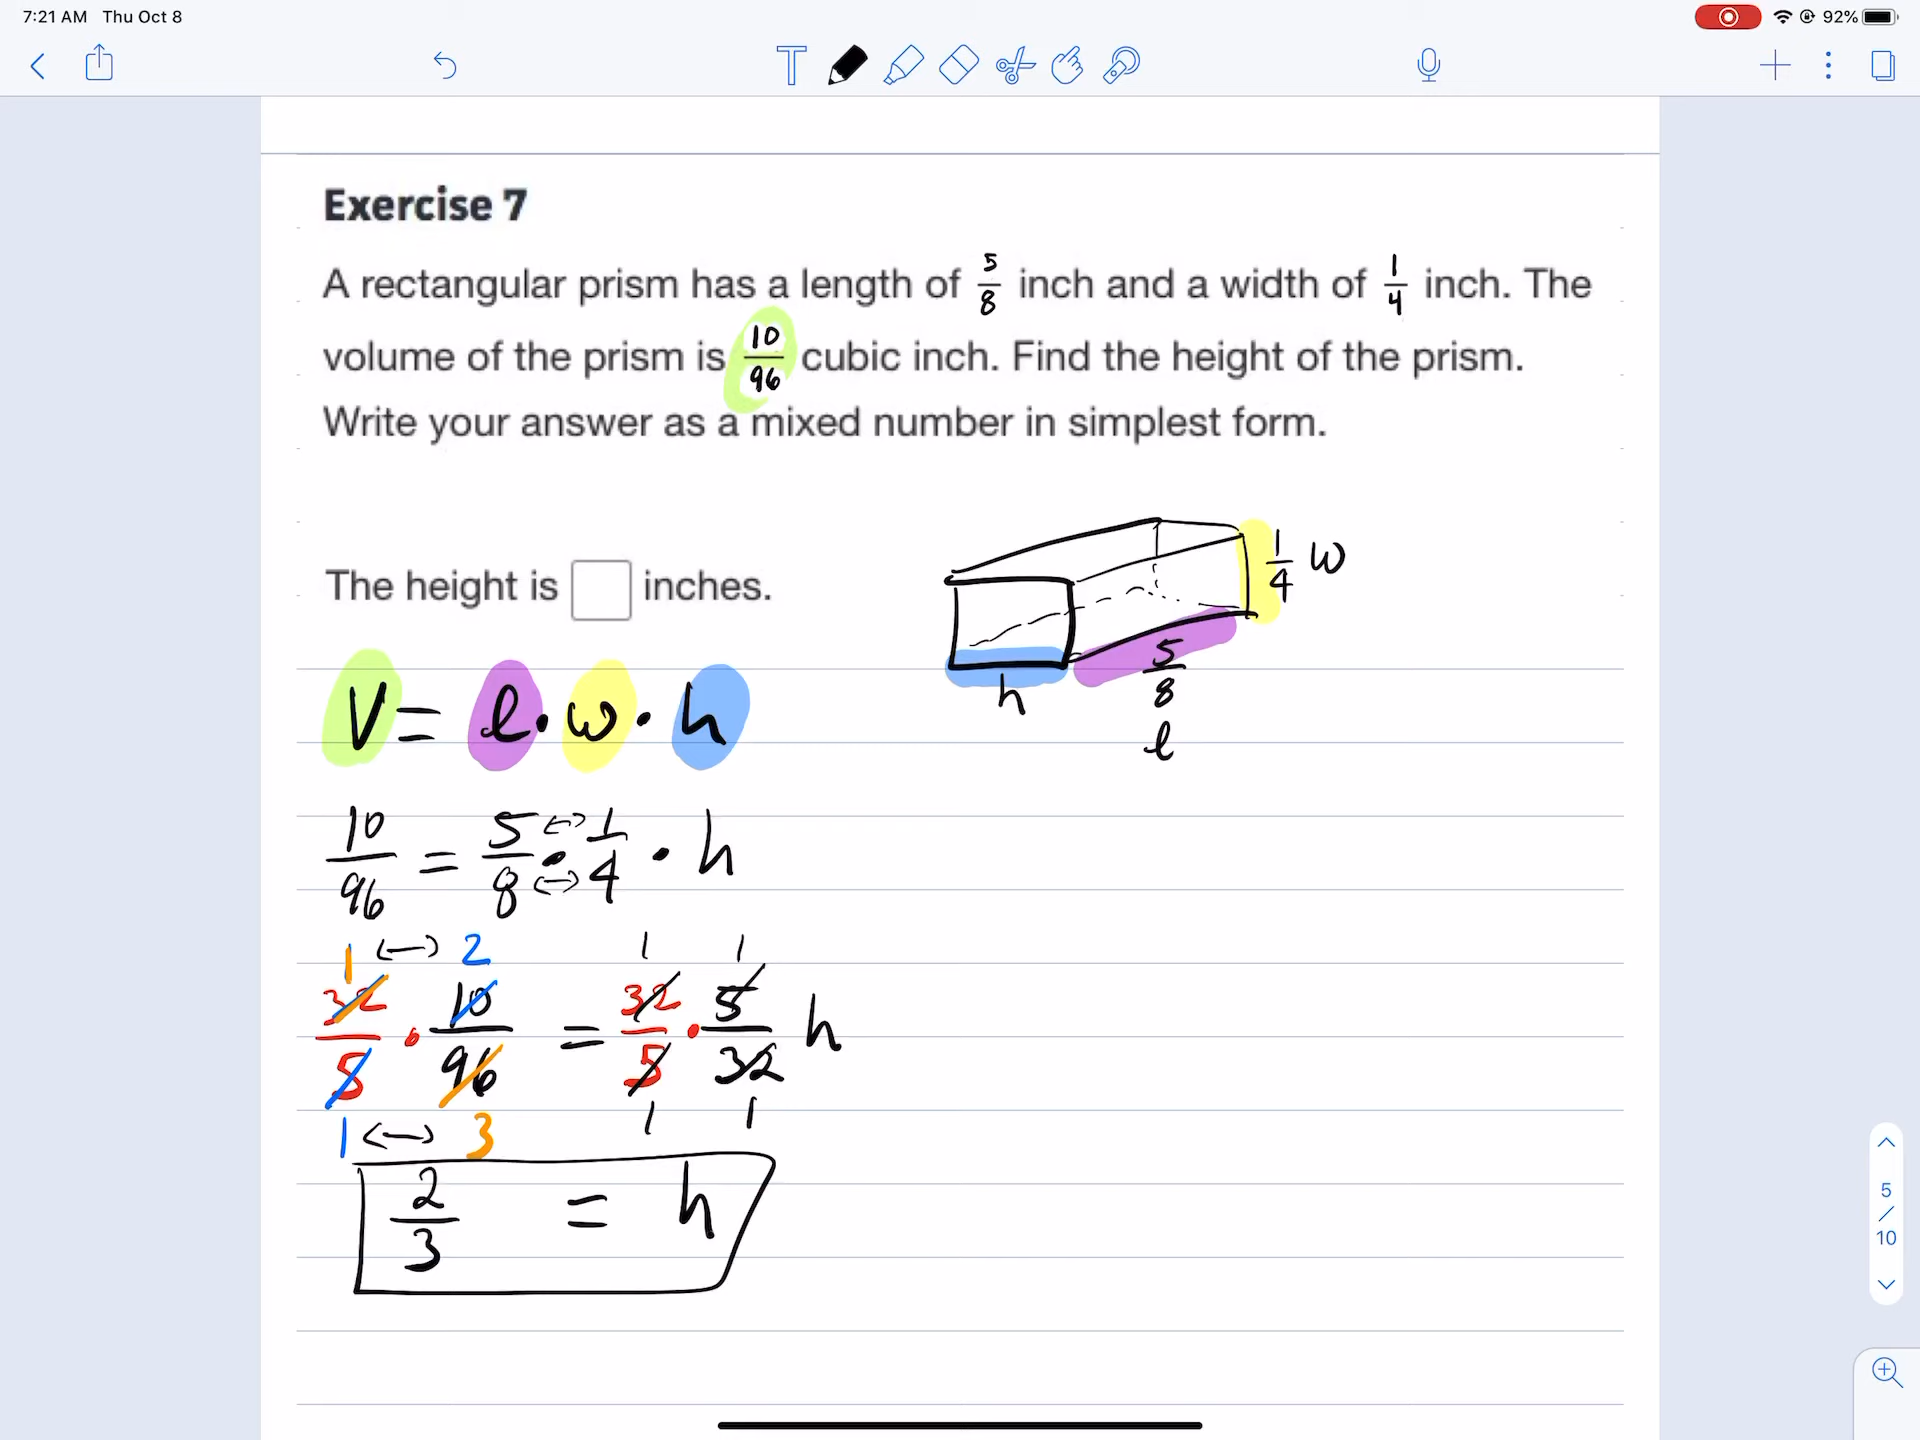 7:21 AM Thu Oct 8 92%
Exercise 7
A rectangular prism has a length of 5/8 inch and a width of 1/4 inch. The
volume of the prism is 10/96 cubic inch. Find the height of the prism.
Write your answer as a mixed number in simplest form.
1/4 w
The height is inches.
h 5/8
l
V = l · w · h
10/96 = 5/8 · 1/4 · h
1 ↔ 2 1 1
32/5 · 10/96 = 32/5 · 5/32 h
1 ↔ 3 1 1
2/3 = h
5
/
10